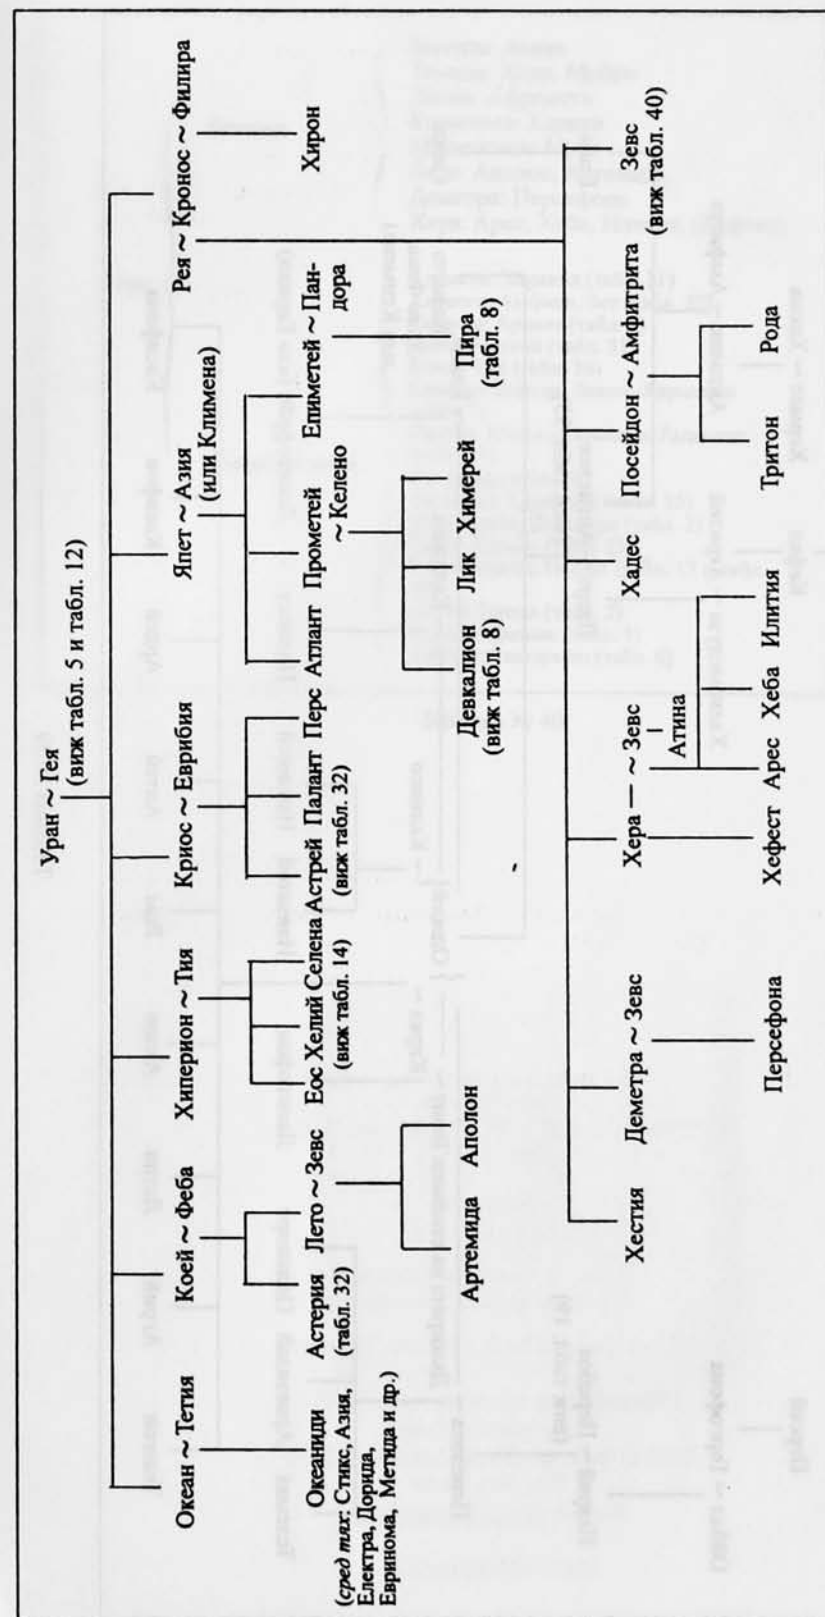 Уран ~ Гея
(виж табл. 5 и табл. 12)
Океан ~ Тетия
Коей ~ Феба
Хиперион ~ Тия
Криос ~ Еврибия
Япет ~ Азия
(или Климена)
Рея ~ Кронос ~ Филира
Океаниди
(сред тях: Стикс, Азия,
Електра, Дорида,
Евринома, Метида и др.)
Астерия
(табл. 32)
Лето ~ Зевс
Еос Хелий Селена
(виж табл. 14)
Астрей Палант Перс
(виж табл. 32)
Атлант
Прометей
~ Келено
Епиметей ~ Пан-
дора
Хирон
Артемида
Аполон
Девкалион
(виж табл. 8)
Лик
Химерей
Пира
(табл. 8)
Хестия
Деметра ~ Зевс
Хера — ~ Зевс
Атина
Хадес
Посейдон ~ Амфитрита
Зевс
(виж табл. 40)
Персефона
Хефест
Арес
Хеба
Илития
Тритон
Рода